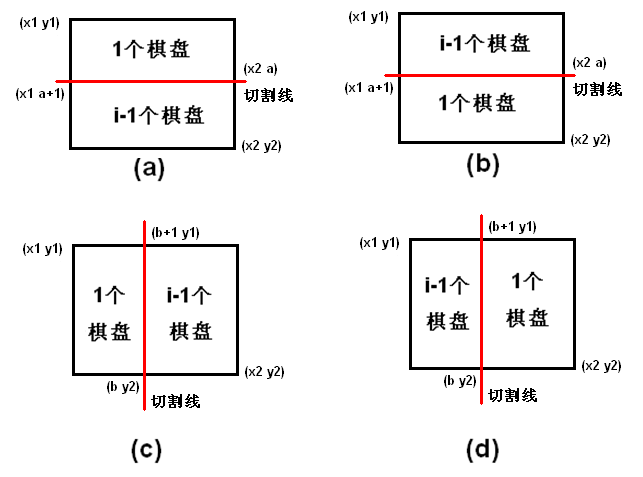 (x1 y1)
1个棋盘
(x2 a)
(x1 a+1)
切割线
i-1个棋盘
(x2 y2)
(a)
(x1 y1)
i-1个棋盘
(x2 a)
(x1 a+1)
切割线
1个棋盘
(x2 y2)
(b)
(b+1 y1)
(x1 y1)
1个
棋盘
i-1个
棋盘
(x2 y2)
(b y2)
切割线
(c)
(b+1 y1)
(x1 y1)
i-1个
棋盘
1个
棋盘
(x2 y2)
(b y2)
切割线
(d)